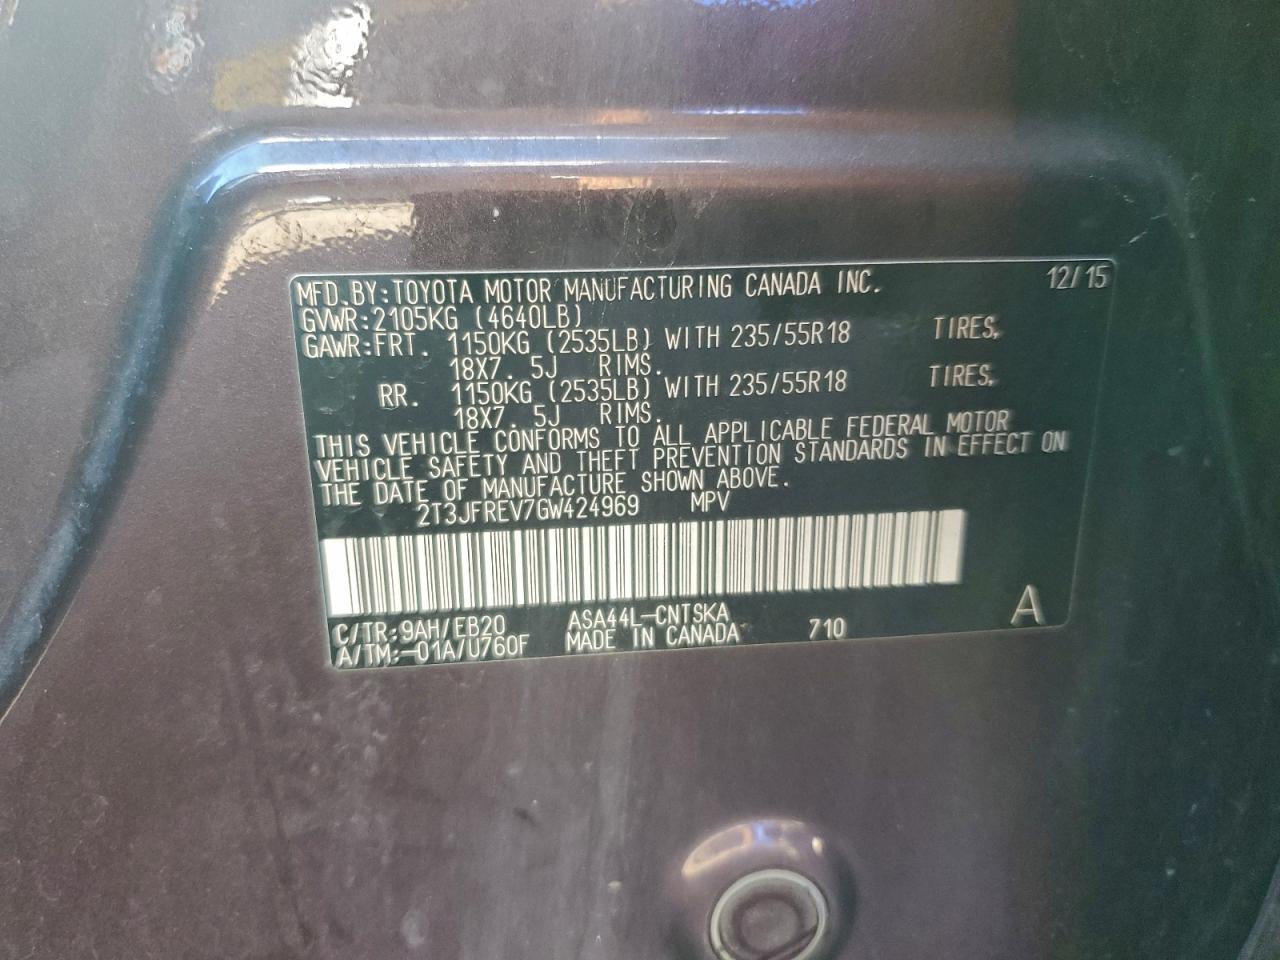 MFD.BY:TOYOTA MOTOR MANUFACTURING CANADA INC. 12/15
GVWR:2105KG (4640LB)
GAWR:FRT. 1150KG (2535LB) WITH 235/55R18 TIRES,
18X7. 5J RIMS.
RR. 1150KG (2535LB) WITH 235/55R18 TIRES,
18X7. 5J RIMS.
THIS VEHICLE CONFORMS TO ALL APPLICABLE FEDERAL MOTOR
VEHICLE SAFETY AND THEFT PREVENTION STANDARDS IN EFFECT ON
THE DATE OF MANUFACTURE SHOWN ABOVE.
2T3JFREV7GW424969 MPV
C/TR:9AH/EB20 ASA44L-CNTSKA
A/TM:-01A/U760F MADE IN CANADA 710 A